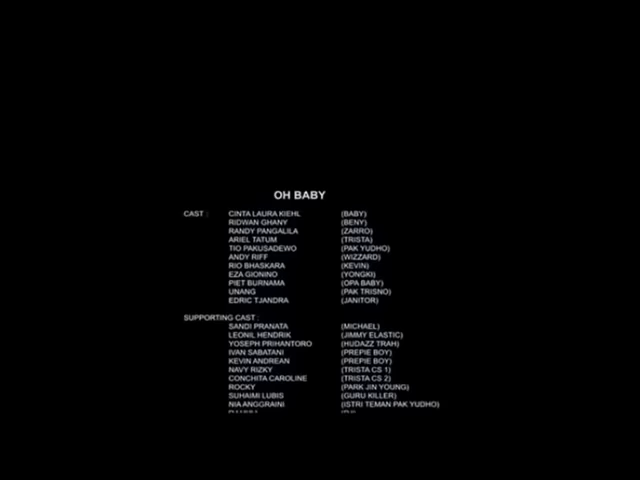 OH BABY
CAST : CINTA LAURA KIEHL (BABY)
RIDWAN GHANY (BENY)
RANDY PANGALILA (ZARRO)
ARIEL TATUM (TRISTA)
TIO PAKUSADEWO (PAK YUDHO)
ANDY RIFF (WIZZARD)
RIO BHASKARA (KEVIN)
EZA GIONINO (YONGKI)
PIET BURNAMA (OPA BABY)
UNANG (PAK TRISNO)
EDRIC TJANDRA (JANITOR)
SUPPORTING CAST :
SANDI PRANATA (MICHAEL)
LEONIL HENDRIK (JIMMY ELASTIC)
YOSEPH PRIHANTORO (HUDAZZ TRAH)
IVAN SABATANI (PREPIE BOY)
KEVIN ANDREAN (PREPIE BOY)
NAVY RIZKY (TRISTA CS 1)
CONCHITA CAROLINE (TRISTA CS 2)
ROCKY (PARK JIN YOUNG)
SUHAIMI LUBIS (GURU KILLER)
NIA ANGGRAINI (ISTRI TEMAN PAK YUDHO)